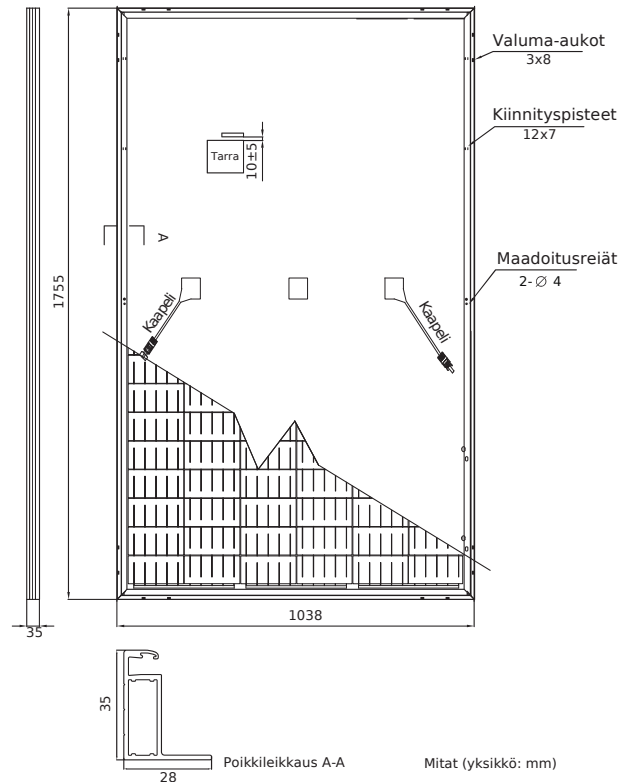 Valuma-aukot
3x8
Kiinnityspisteet
12x7
Tarra
10±5
A
1755
Maadoitusreiät
2- ∅ 4
Kaapeli
Kaapeli
35
1038
35
28
Poikkileikkaus A-A
Mitat (yksikkö: mm)